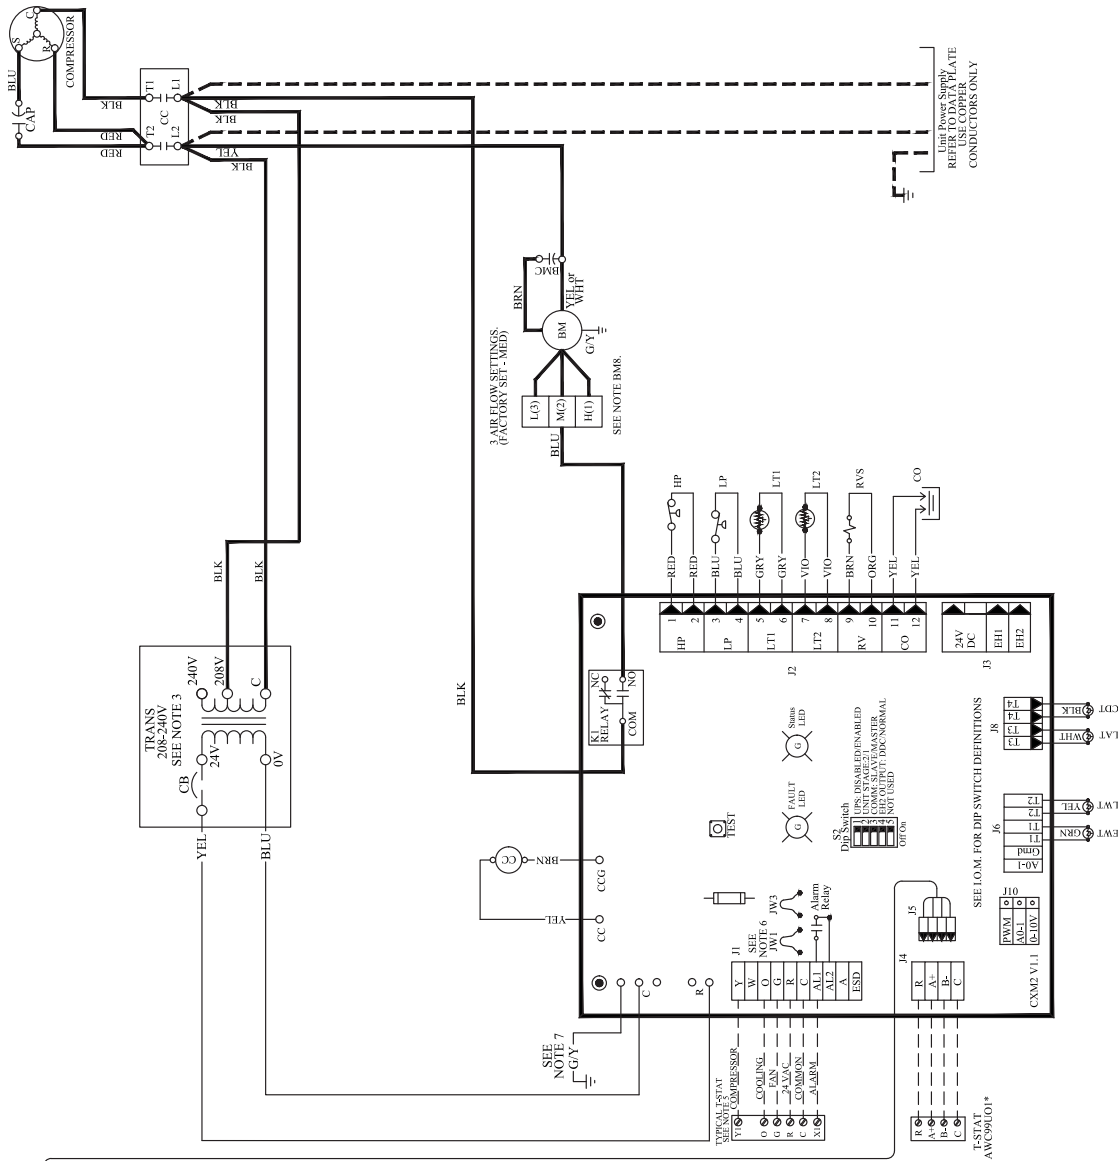 COMPRESSOR
C
S
R
BLU
CAP
BLK
RED
RED
T1
L1
CC
T2
L2
BLK
BLK
YEL
BLK
Unit Power Supply
REFER TO DATA PLATE
USE COPPER
CONDUCTORS ONLY
BMC
BRN
YEL or
WHT
BM
G/Y
3 AIR FLOW SETTINGS.
(FACTORY SET - MED)
L(3)
M(2)
H(1)
SEE NOTE BM8.
BLU
BLK
BLK
BLK
TRANS
208-240V
SEE NOTE 3
240V
208V
C
24V
0V
CB
YEL
BLU
HP
LP
LT1
LT2
RVS
CO
RED
RED
BLU
BLU
GRY
GRY
VIO
VIO
BRN
ORG
YEL
YEL
1
2
3
4
5
6
7
8
9
10
11
12
HP
LP
LT1
LT2
RV
CO
J2
24V
DC
EH1
EH2
J3
K1
RELAY
NC
NO
COM
Status
LED
G
FAULT
LED
G
TEST
S2
Dip Switch
1 UPS: DISABLED/ENABLED
2 UNIT STAGE:2/1
3 COMM: SLAVE/MASTER
4 EH2 OUTPUT: DDC/NORMAL
5 NOT USED
Off On
SEE I.O.M. FOR DIP SWITCH DEFINITIONS
J8
T4
T4
T3
T3
BLK
CDT
WHT
LAT
J6
T2
T2
T1
T1
Grnd
A0-1
YEL
LWT
GRN
EWT
J10
PWM
A0-1
0-10V
CXM2 V1.1
CC
BRN
YEL
CCG
CC
C
R
SEE
NOTE 7
G/Y
J1
Y
W
O
G
R
C
AL1
AL2
A
ESD
SEE
NOTE 6
JW1
JW3
Alarm
Relay
J5
J4
R
A+
B-
C
TYPICAL T-STAT
SEE NOTE 5
COMPRESSOR
COOLING
FAN
24 VAC
COMMON
ALARM
Y1
O
G
R
C
X1
R
A+
B-
C
T-STAT
AWC99UO1*